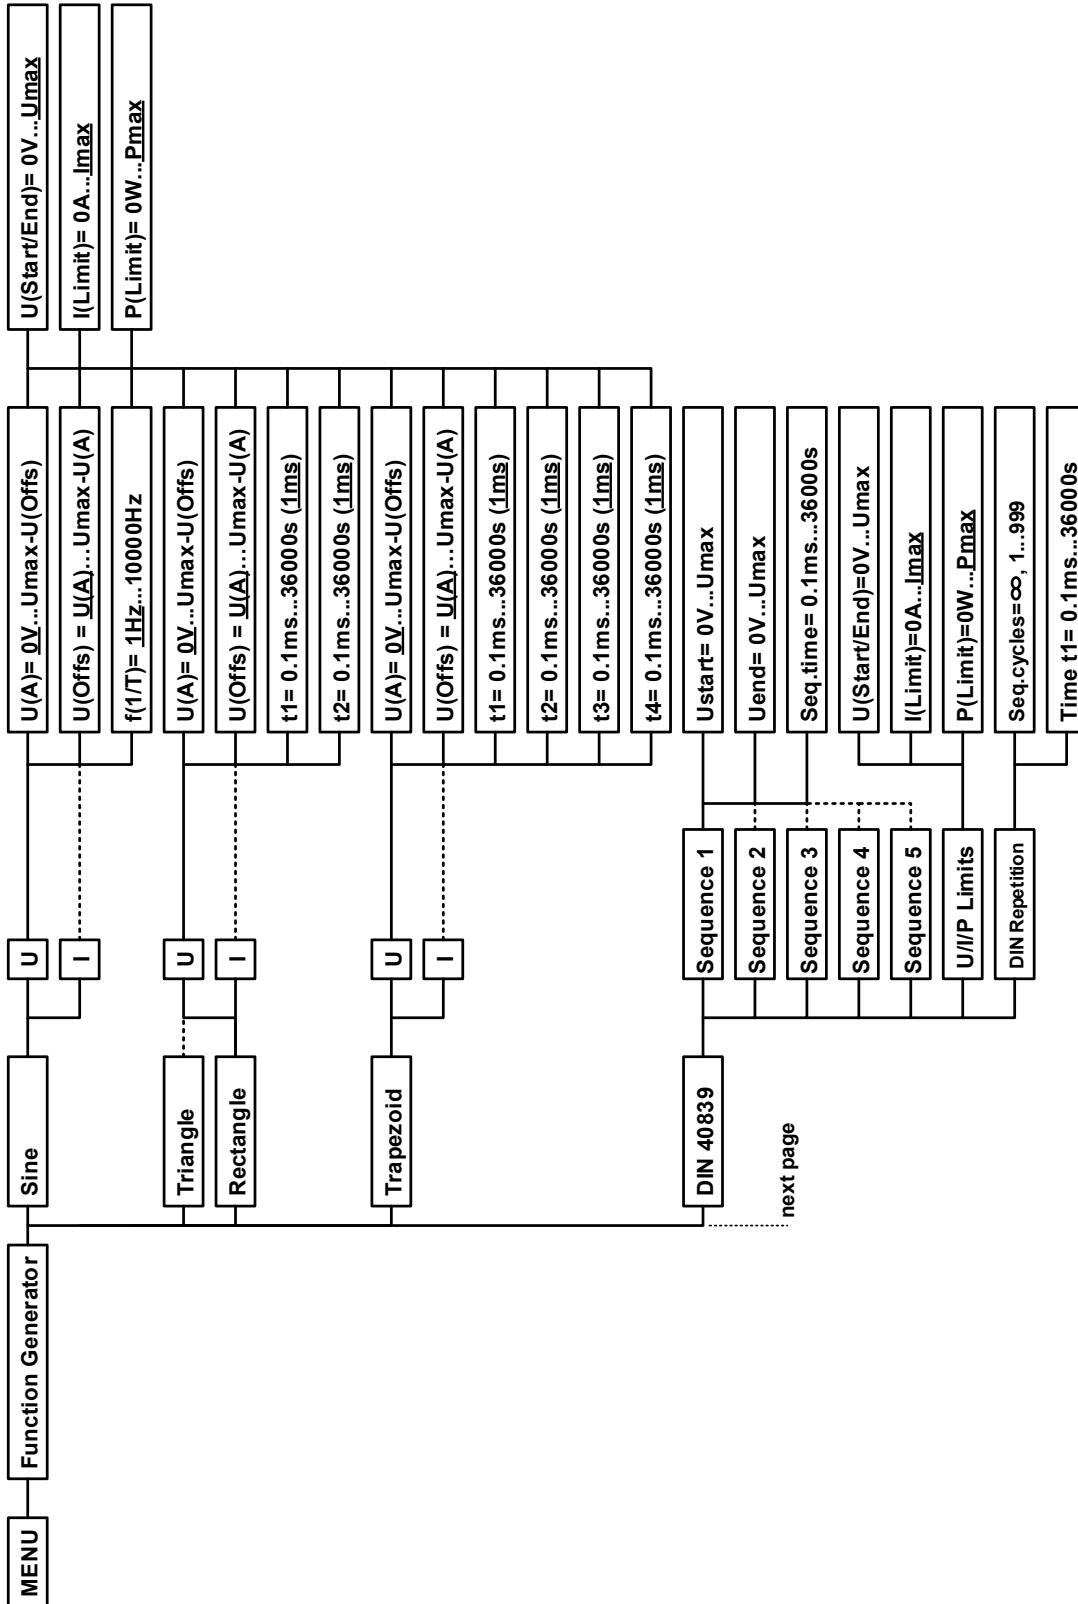 MENU
Function Generator
Sine
U
I
U(A)= 0V...Umax-U(Offs)
U(Offs) = U(A)...Umax-U(A)
f(1/T)= 1Hz...10000Hz
U(Start/End)= 0V...Umax
I(Limit)= 0A...Imax
P(Limit)= 0W...Pmax
Triangle
Rectangle
U
I
U(A)= 0V...Umax-U(Offs)
U(Offs) = U(A)...Umax-U(A)
t1= 0.1ms...36000s (1ms)
t2= 0.1ms...36000s (1ms)
Trapezoid
U
I
U(A)= 0V...Umax-U(Offs)
U(Offs) = U(A)...Umax-U(A)
t1= 0.1ms...36000s (1ms)
t2= 0.1ms...36000s (1ms)
t3= 0.1ms...36000s (1ms)
t4= 0.1ms...36000s (1ms)
DIN 40839
next page
Sequence 1
Sequence 2
Sequence 3
Sequence 4
Sequence 5
U/I/P Limits
DIN Repetition
Ustart= 0V...Umax
Uend= 0V...Umax
Seq.time= 0.1ms...36000s
U(Start/End)=0V...Umax
I(Limit)=0A...Imax
P(Limit)=0W...Pmax
Seq.cycles=∞, 1...999
Time t1= 0.1ms...36000s